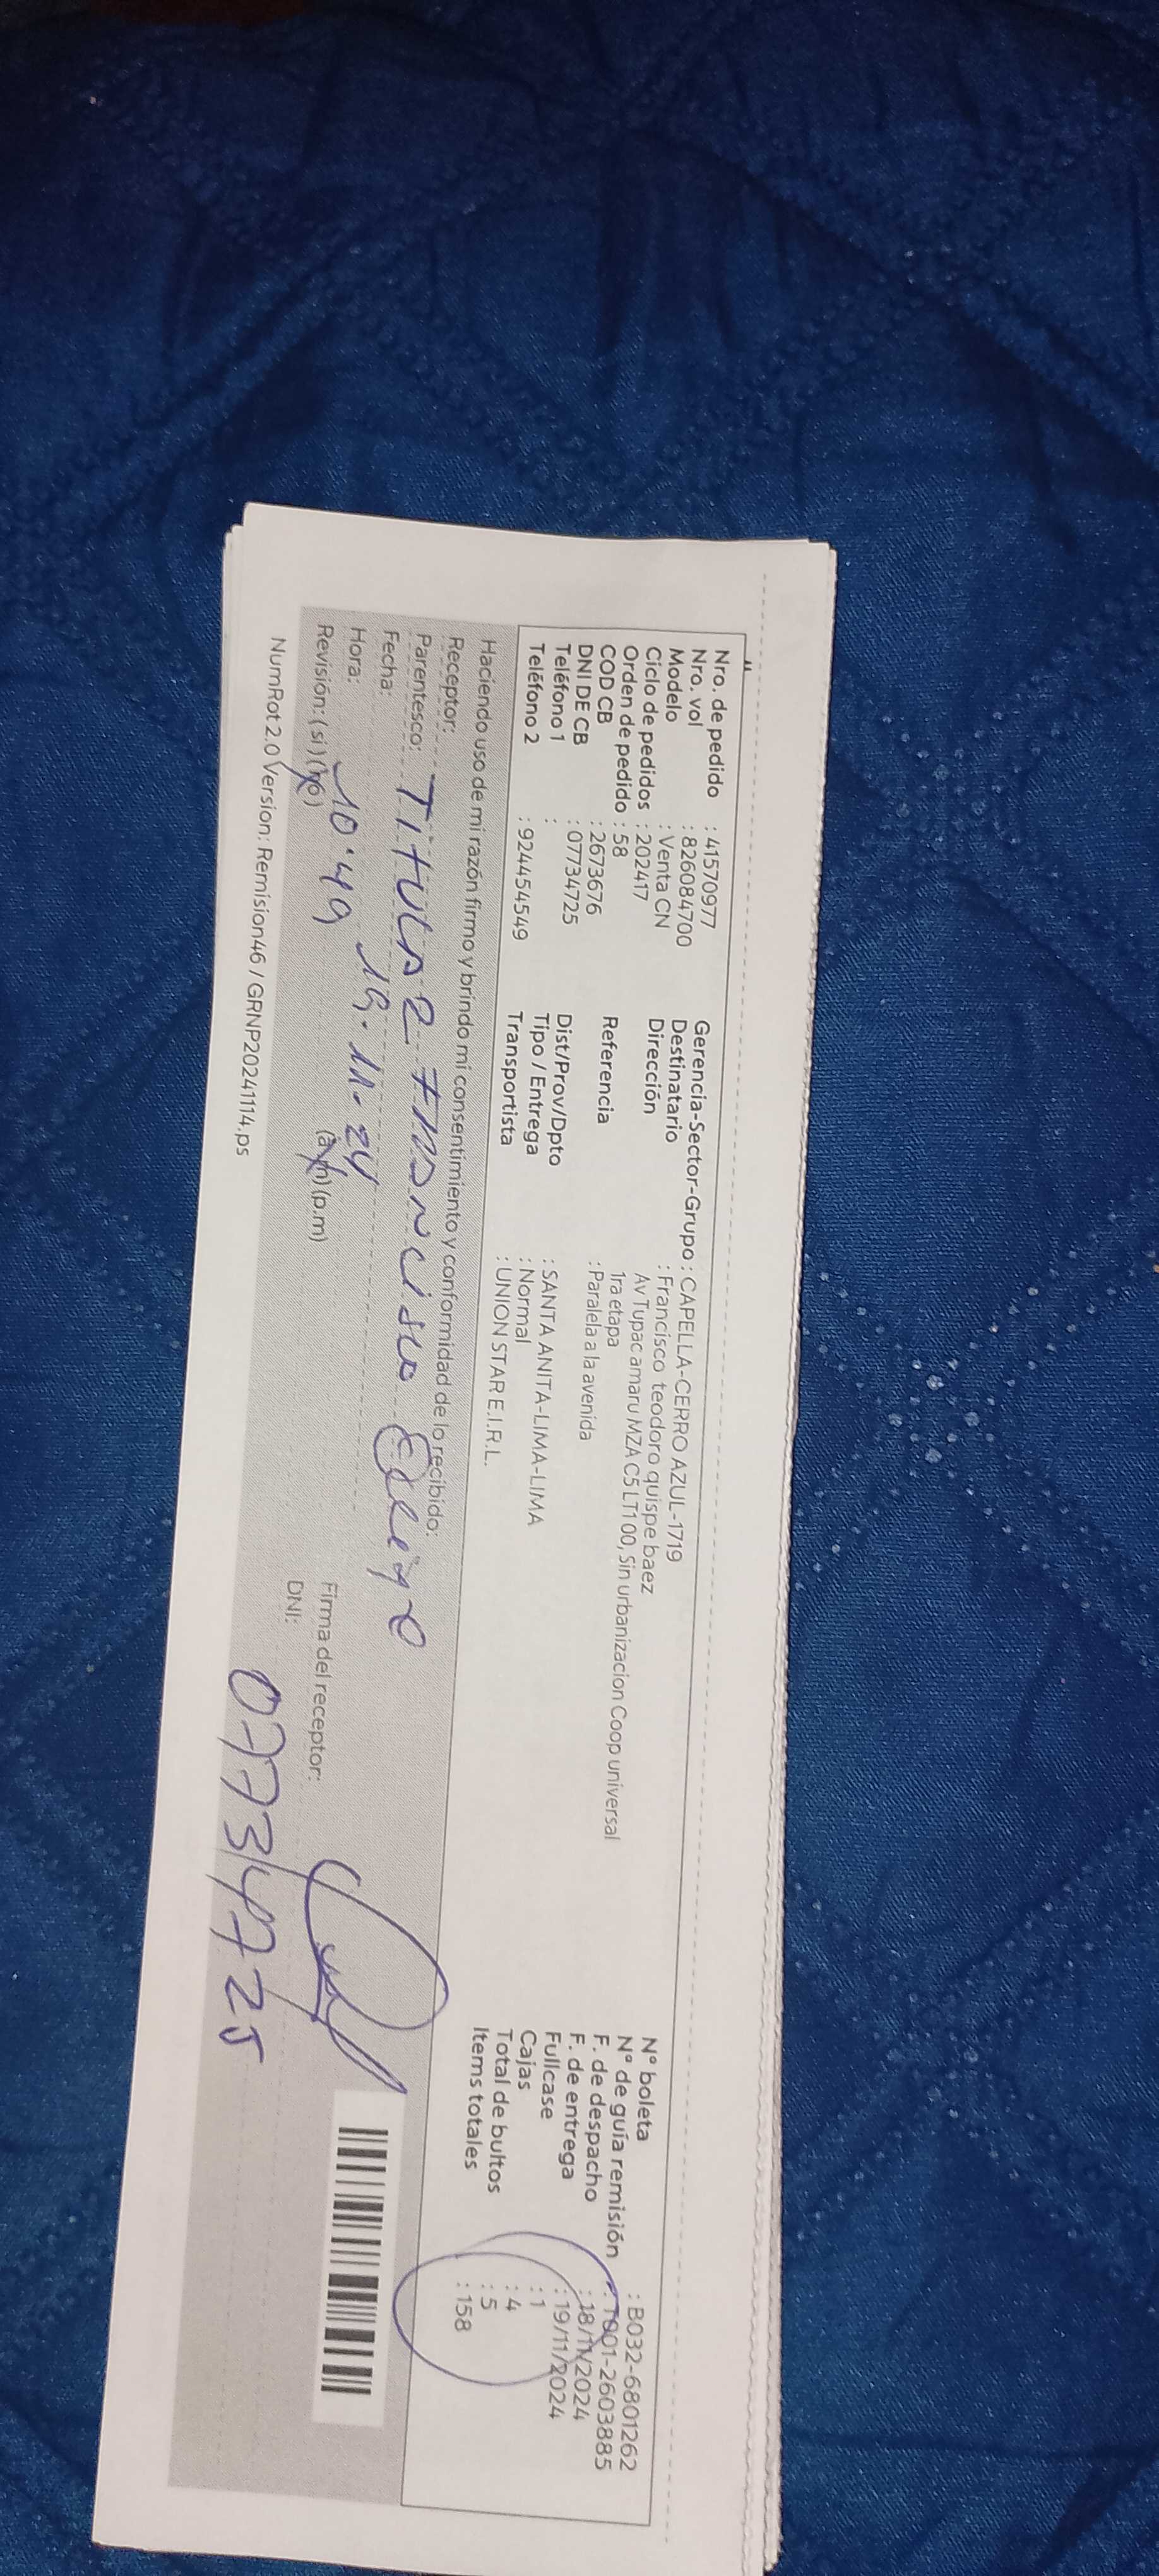 Nro. de pedido : 41570977
Nro. vol : 826084700
Modelo : Venta CN
Ciclo de pedidos : 202417
Orden de pedido : 58
COD CB : 2673676
DNI DE CB : 07734725
Teléfono 1 :
Teléfono 2 : 924454549
Gerencia-Sector-Grupo : CAPELLA-CERRO AZUL-1719
Destinatario : Francisco teodoro quispe baez
Dirección Av Tupac amaru MZA C5 LT100, Sin urbanizacion Coop universal
1ra etapa
Referencia : Paralela a la avenida
Dist/Prov/Dpto : SANTA ANITA-LIMA-LIMA
Tipo / Entrega : Normal
Transportista : UNION STAR E.I.R.L.
N° boleta : B032-6801262
N° de guía remisión : T001-2603885
F. de despacho : 18/11/2024
F. de entrega : 19/11/2024
Fullcase : 1
Cajas : 4
Total de bultos : 5
Items totales : 158
Haciendo uso de mi razón firmo y brindo mi consentimiento y conformidad de lo recibido:
Receptor:
Parentesco: Titular Francisco
Fecha: 19.11.24
Hora: 10.49 (a.m) (p.m)
Revisión: (si) (no)
Firma del receptor:
DNI: 07734725
NumRot 2.0 Version: Remision46 / GRNP20241114.ps